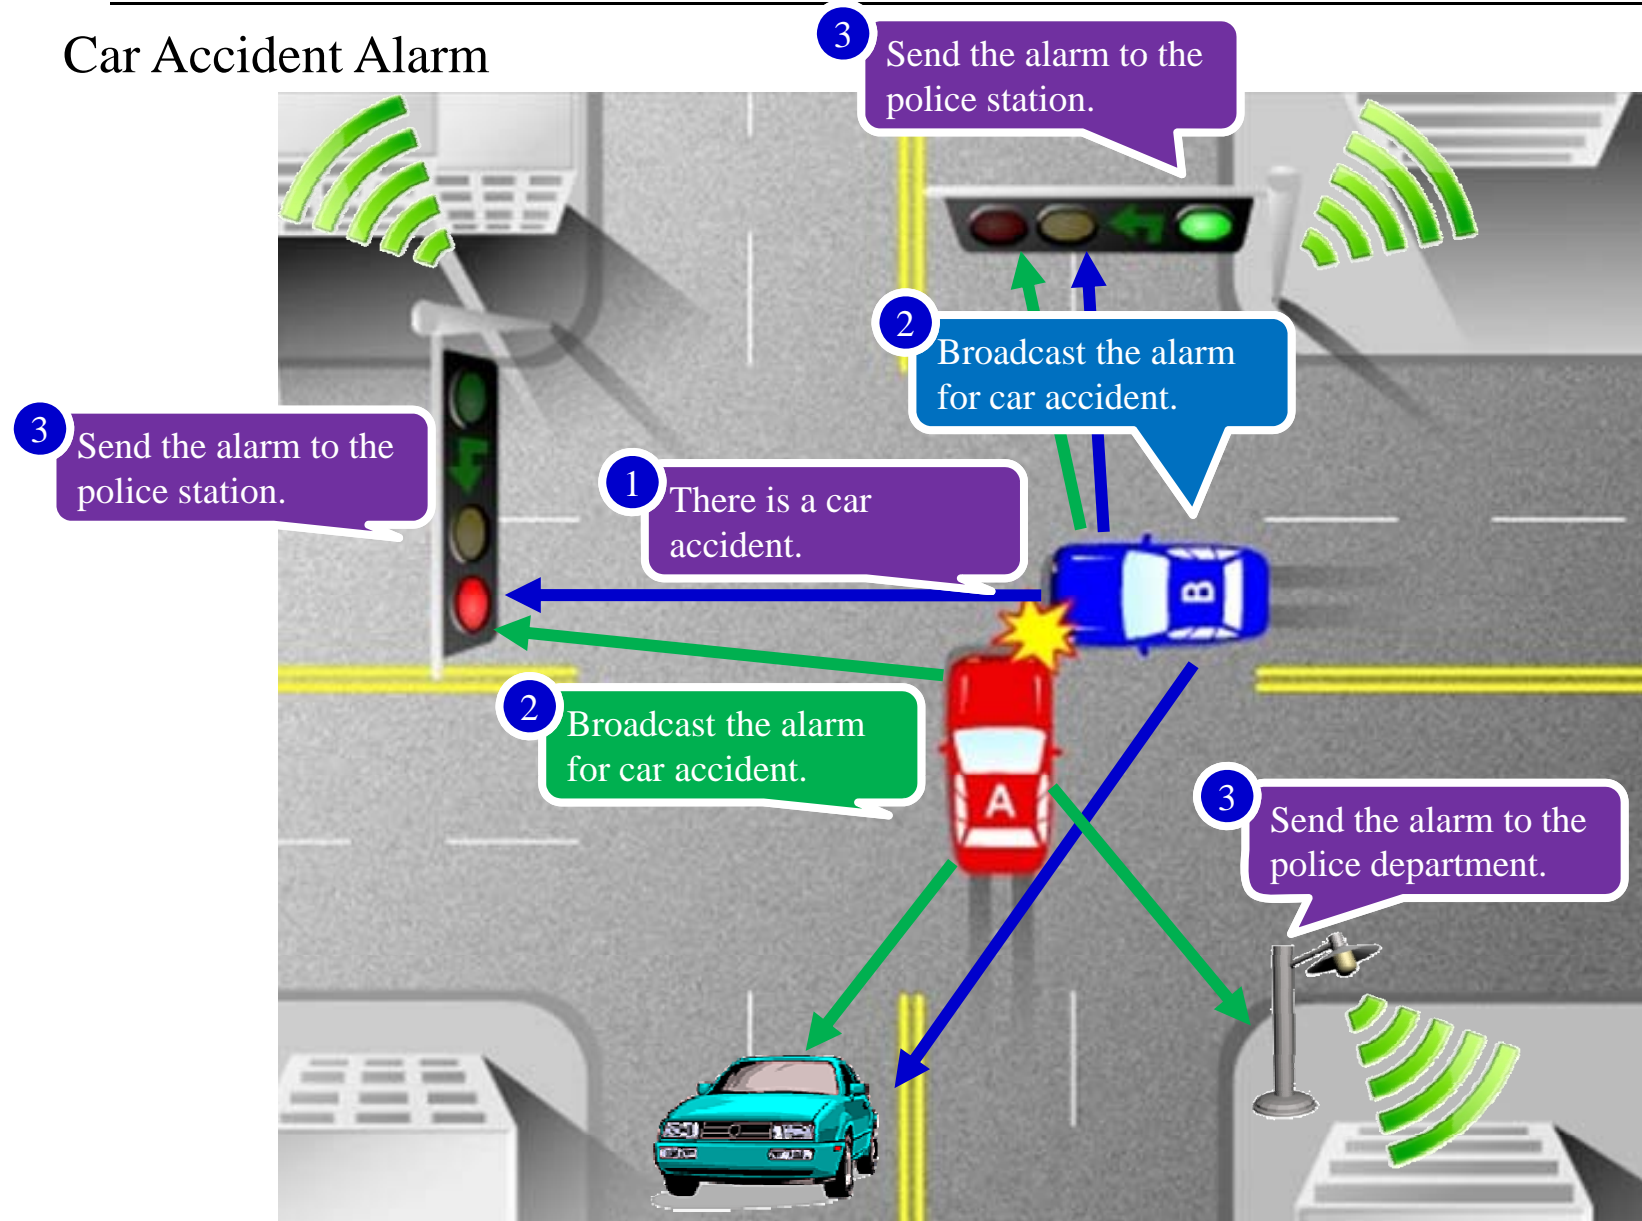 Car Accident Alarm
3
Send the alarm to the
police station.
2
Broadcast the alarm
for car accident.
3
Send the alarm to the
police station.
1
There is a car
accident.
B
2
Broadcast the alarm
for car accident.
A
3
Send the alarm to the
police department.